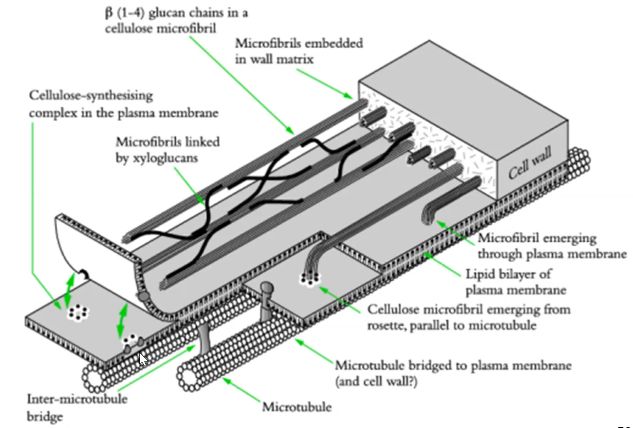 β (1-4) glucan chains in a
cellulose microfibril
Microfibrils embedded
in wall matrix
Cellulose-synthesising
complex in the plasma membrane
Microfibrils linked
by xyloglucans
Cell wall
Microfibril emerging
through plasma membrane
Lipid bilayer of
plasma membrane
Cellulose microfibril emerging from
rosette, parallel to microtubule
Microtubule bridged to plasma membrane
(and cell wall?)
Inter-microtubule
bridge
Microtubule